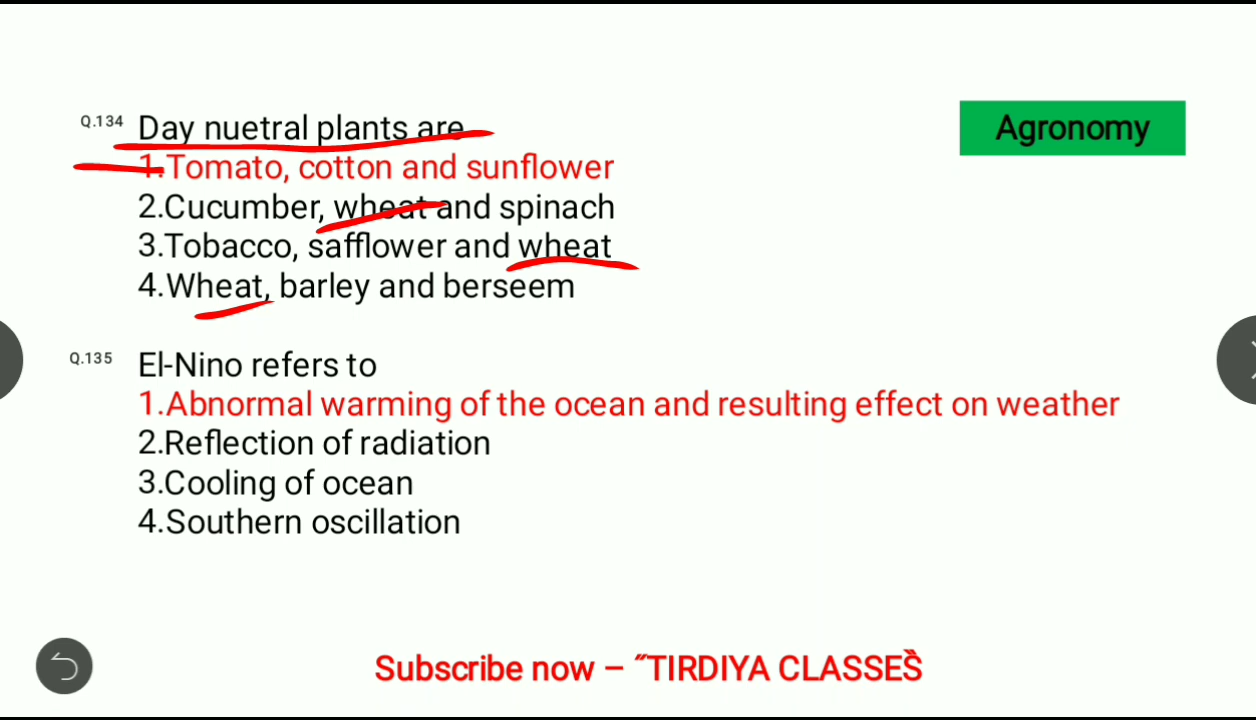 Q.134 Day nuetral plants are
Agronomy
1.Tomato, cotton and sunflower
2.Cucumber, wheat and spinach
3.Tobacco, safflower and wheat
4.Wheat, barley and berseem
Q.135 El-Nino refers to
1.Abnormal warming of the ocean and resulting effect on weather
2.Reflection of radiation
3.Cooling of ocean
4.Southern oscillation
Subscribe now – ˝TIRDIYA CLASSES̏